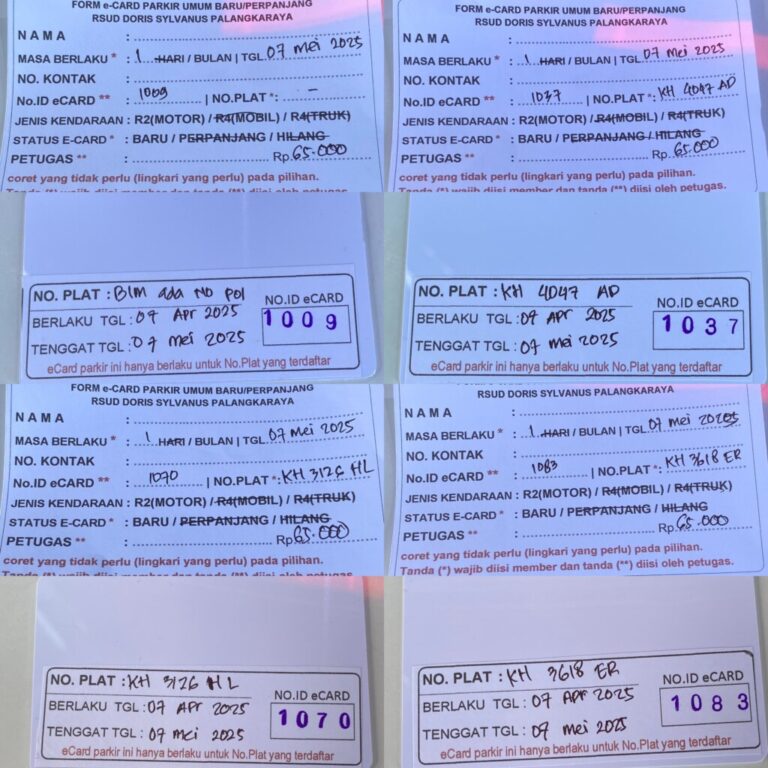 FORM e-CARD PARKIR UMUM BARU/PERPANJANG
RSUD DORIS SYLVANUS PALANGKARAYA
NAMA :
MASA BERLAKU * : 1 HARI / BULAN | TGL. 07 Mei 2025
NO. KONTAK :
No.ID eCARD ** : 1009 | NO.PLAT *: -
JENIS KENDARAAN : R2(MOTOR) / R4(MOBIL) / R4(TRUK)
STATUS E-CARD * : BARU / PERPANJANG / HILANG
PETUGAS ** : Rp. 65.000
coret yang tidak perlu (lingkari yang perlu) pada pilihan.
Tanda (*) wajib diisi member dan tanda (**) diisi oleh petugas.
FORM e-CARD PARKIR UMUM BARU/PERPANJANG
RSUD DORIS SYLVANUS PALANGKARAYA
NAMA :
MASA BERLAKU * : 1 HARI / BULAN | TGL. 07 Mei 2025
NO. KONTAK :
No.ID eCARD ** : 1037 | NO.PLAT *: KH 4047 AD
JENIS KENDARAAN : R2(MOTOR) / R4(MOBIL) / R4(TRUK)
STATUS E-CARD * : BARU / PERPANJANG / HILANG
PETUGAS ** : Rp. 65.000
coret yang tidak perlu (lingkari yang perlu) pada pilihan.
Tanda (*) wajib diisi member dan tanda (**) diisi oleh petugas.
NO. PLAT : Blm ada No Pol
NO.ID eCARD
BERLAKU TGL : 07 Apr 2025
1009
TENGGAT TGL : 07 Mei 2025
eCard parkir ini hanya berlaku untuk No.Plat yang terdaftar
NO. PLAT : KH 4047 AD
NO.ID eCARD
BERLAKU TGL : 07 Apr 2025
1037
TENGGAT TGL : 07 Mei 2025
eCard parkir ini hanya berlaku untuk No.Plat yang terdaftar
FORM e-CARD PARKIR UMUM BARU/PERPANJANG
RSUD DORIS SYLVANUS PALANGKARAYA
NAMA :
MASA BERLAKU * : 1 HARI / BULAN | TGL. 07 Mei 2025
NO. KONTAK :
No.ID eCARD ** : 1070 | NO.PLAT *: KH 3126 HL
JENIS KENDARAAN : R2(MOTOR) / R4(MOBIL) / R4(TRUK)
STATUS E-CARD * : BARU / PERPANJANG / HILANG
PETUGAS ** : Rp. 65.000
coret yang tidak perlu (lingkari yang perlu) pada pilihan.
Tanda (*) wajib diisi member dan tanda (**) diisi oleh petugas.
RSUD DORIS SYLVANUS PALANGKARAYA
NAMA :
MASA BERLAKU * : 1 HARI / BULAN | TGL. 07 Mei 2025
NO. KONTAK :
No.ID eCARD ** : 1083 | NO.PLAT *: KH 3618 ER
JENIS KENDARAAN : R2(MOTOR) / R4(MOBIL) / R4(TRUK)
STATUS E-CARD * : BARU / PERPANJANG / HILANG
PETUGAS ** : Rp. 65.000
coret yang tidak perlu (lingkari yang perlu) pada pilihan.
Tanda (*) wajib diisi member dan tanda (**) diisi oleh petugas.
NO. PLAT : KH 3126 HL
NO.ID eCARD
BERLAKU TGL : 07 Apr 2025
1070
TENGGAT TGL : 07 Mei 2025
eCard parkir ini hanya berlaku untuk No.Plat yang terdaftar
NO. PLAT : KH 3618 ER
NO.ID eCARD
BERLAKU TGL : 07 Apr 2025
1083
TENGGAT TGL : 07 Mei 2025
eCard parkir ini hanya berlaku untuk No.Plat yang terdaftar